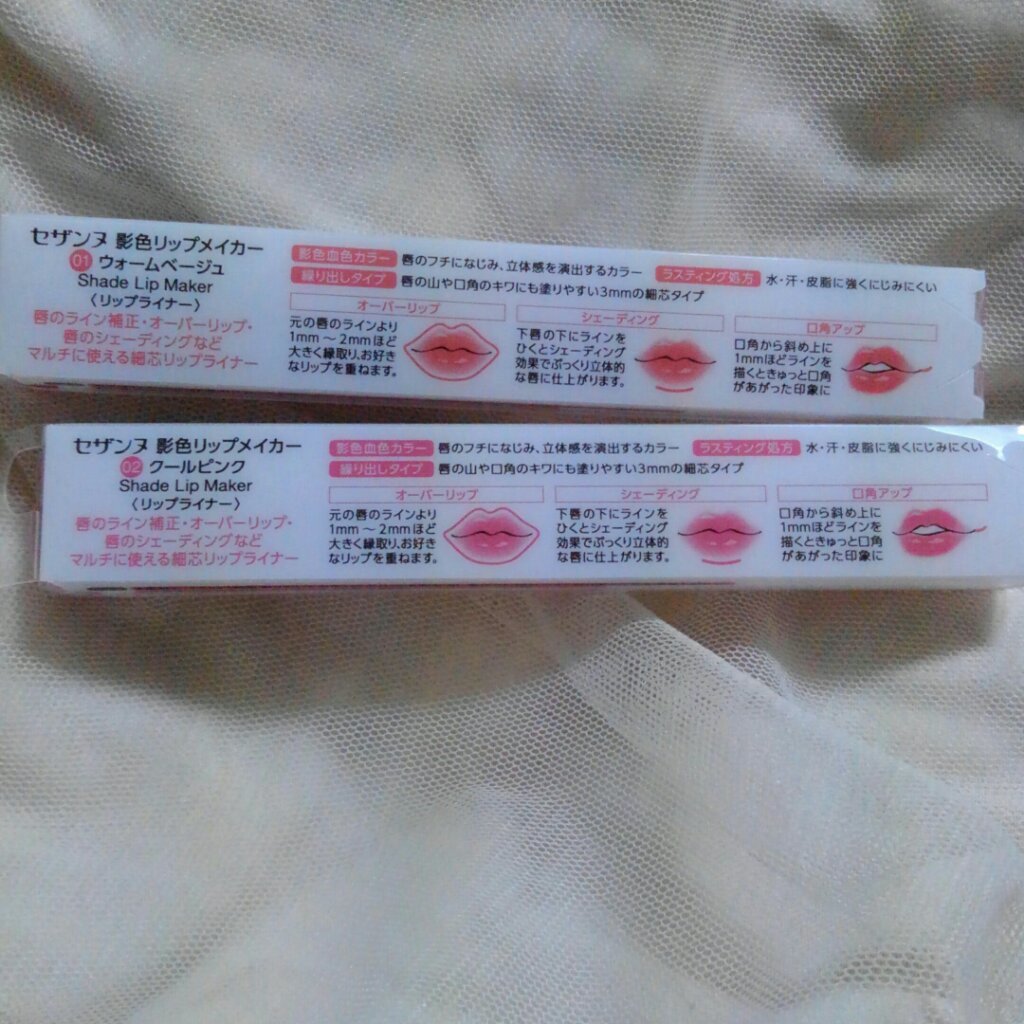 セザンヌ 影色リップメイカー
01 ウォームベージュ
Shade Lip Maker
〈リップライナー〉
唇のライン補正・オーバーリップ・
唇のシェーディングなど
マルチに使える細芯リップライナー
影色血色カラー 唇のフチになじみ、立体感を演出するカラー ラスティング処方 水・汗・皮脂に強くにじみにくい
繰り出しタイプ 唇の山や口角のキワにも塗りやすい3mmの細芯タイプ
オーバーリップ
元の唇のラインより
1mm〜2mmほど
大きく縁取り、お好き
なリップを重ねます。
シェーディング
下唇の下にラインを
ひくとシェーディング
効果でぷっくり立体的
な唇に仕上がります。
口角アップ
口角から斜め上に
1mmほどラインを
描くときゅっと口角
があがった印象に
セザンヌ 影色リップメイカー
02 クールピンク
Shade Lip Maker
〈リップライナー〉
唇のライン補正・オーバーリップ・
唇のシェーディングなど
マルチに使える細芯リップライナー
影色血色カラー 唇のフチになじみ、立体感を演出するカラー ラスティング処方 水・汗・皮脂に強くにじみにくい
繰り出しタイプ 唇の山や口角のキワにも塗りやすい3mmの細芯タイプ
オーバーリップ
元の唇のラインより
1mm〜2mmほど
大きく縁取り、お好き
なリップを重ねます。
シェーディング
下唇の下にラインを
ひくとシェーディング
効果でぷっくり立体的
な唇に仕上がります。
口角アップ
口角から斜め上に
1mmほどラインを
描くときゅっと口角
があがった印象に